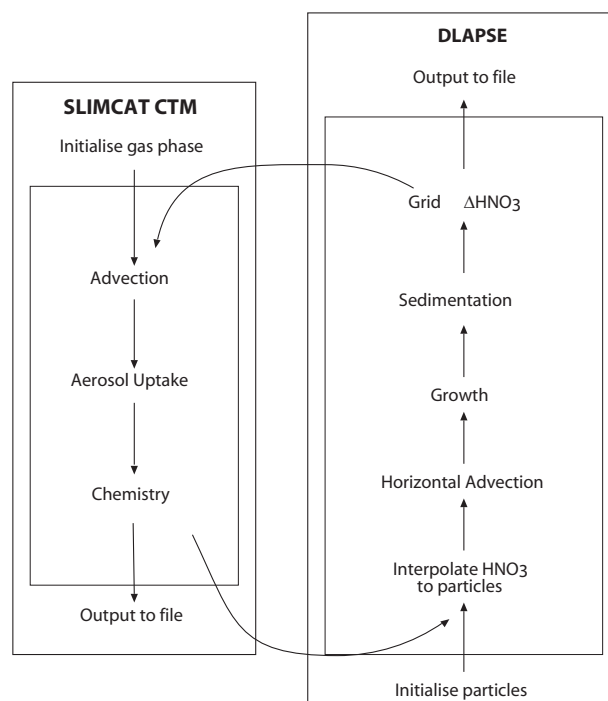 DLAPSE
Output to file
SLIMCAT CTM
Initialise gas phase
Grid ΔHNO3
Advection
Sedimentation
Aerosol Uptake
Growth
Chemistry
Horizontal Advection
Interpolate HNO3
to particles
Output to file
Initialise particles